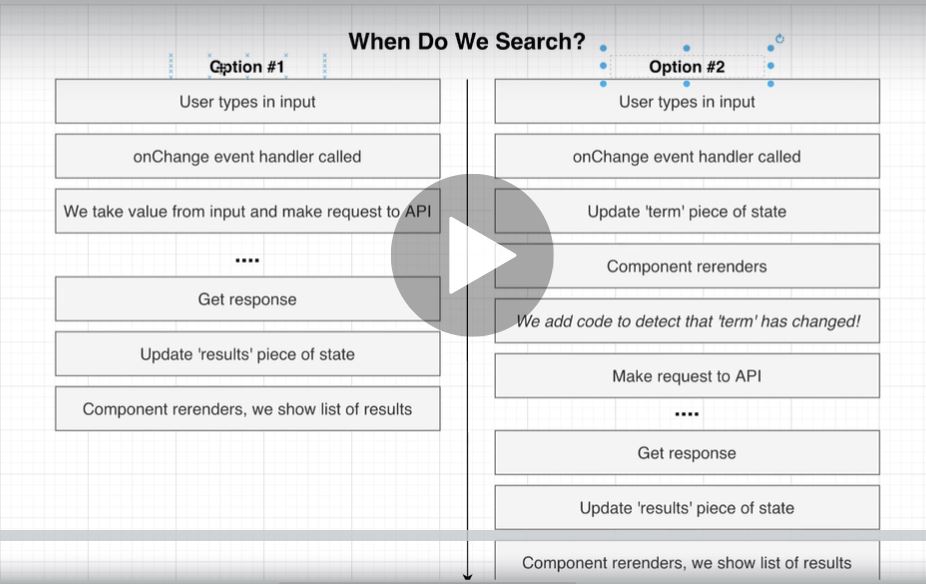 When Do We Search?
Option #1
User types in input
onChange event handler called
We take value from input and make request to API
....
Get response
Update 'results' piece of state
Component rerenders, we show list of results
Option #2
User types in input
onChange event handler called
Update 'term' piece of state
Component rerenders
We add code to detect that 'term' has changed!
Make request to API
....
Get response
Update 'results' piece of state
Component rerenders, we show list of results